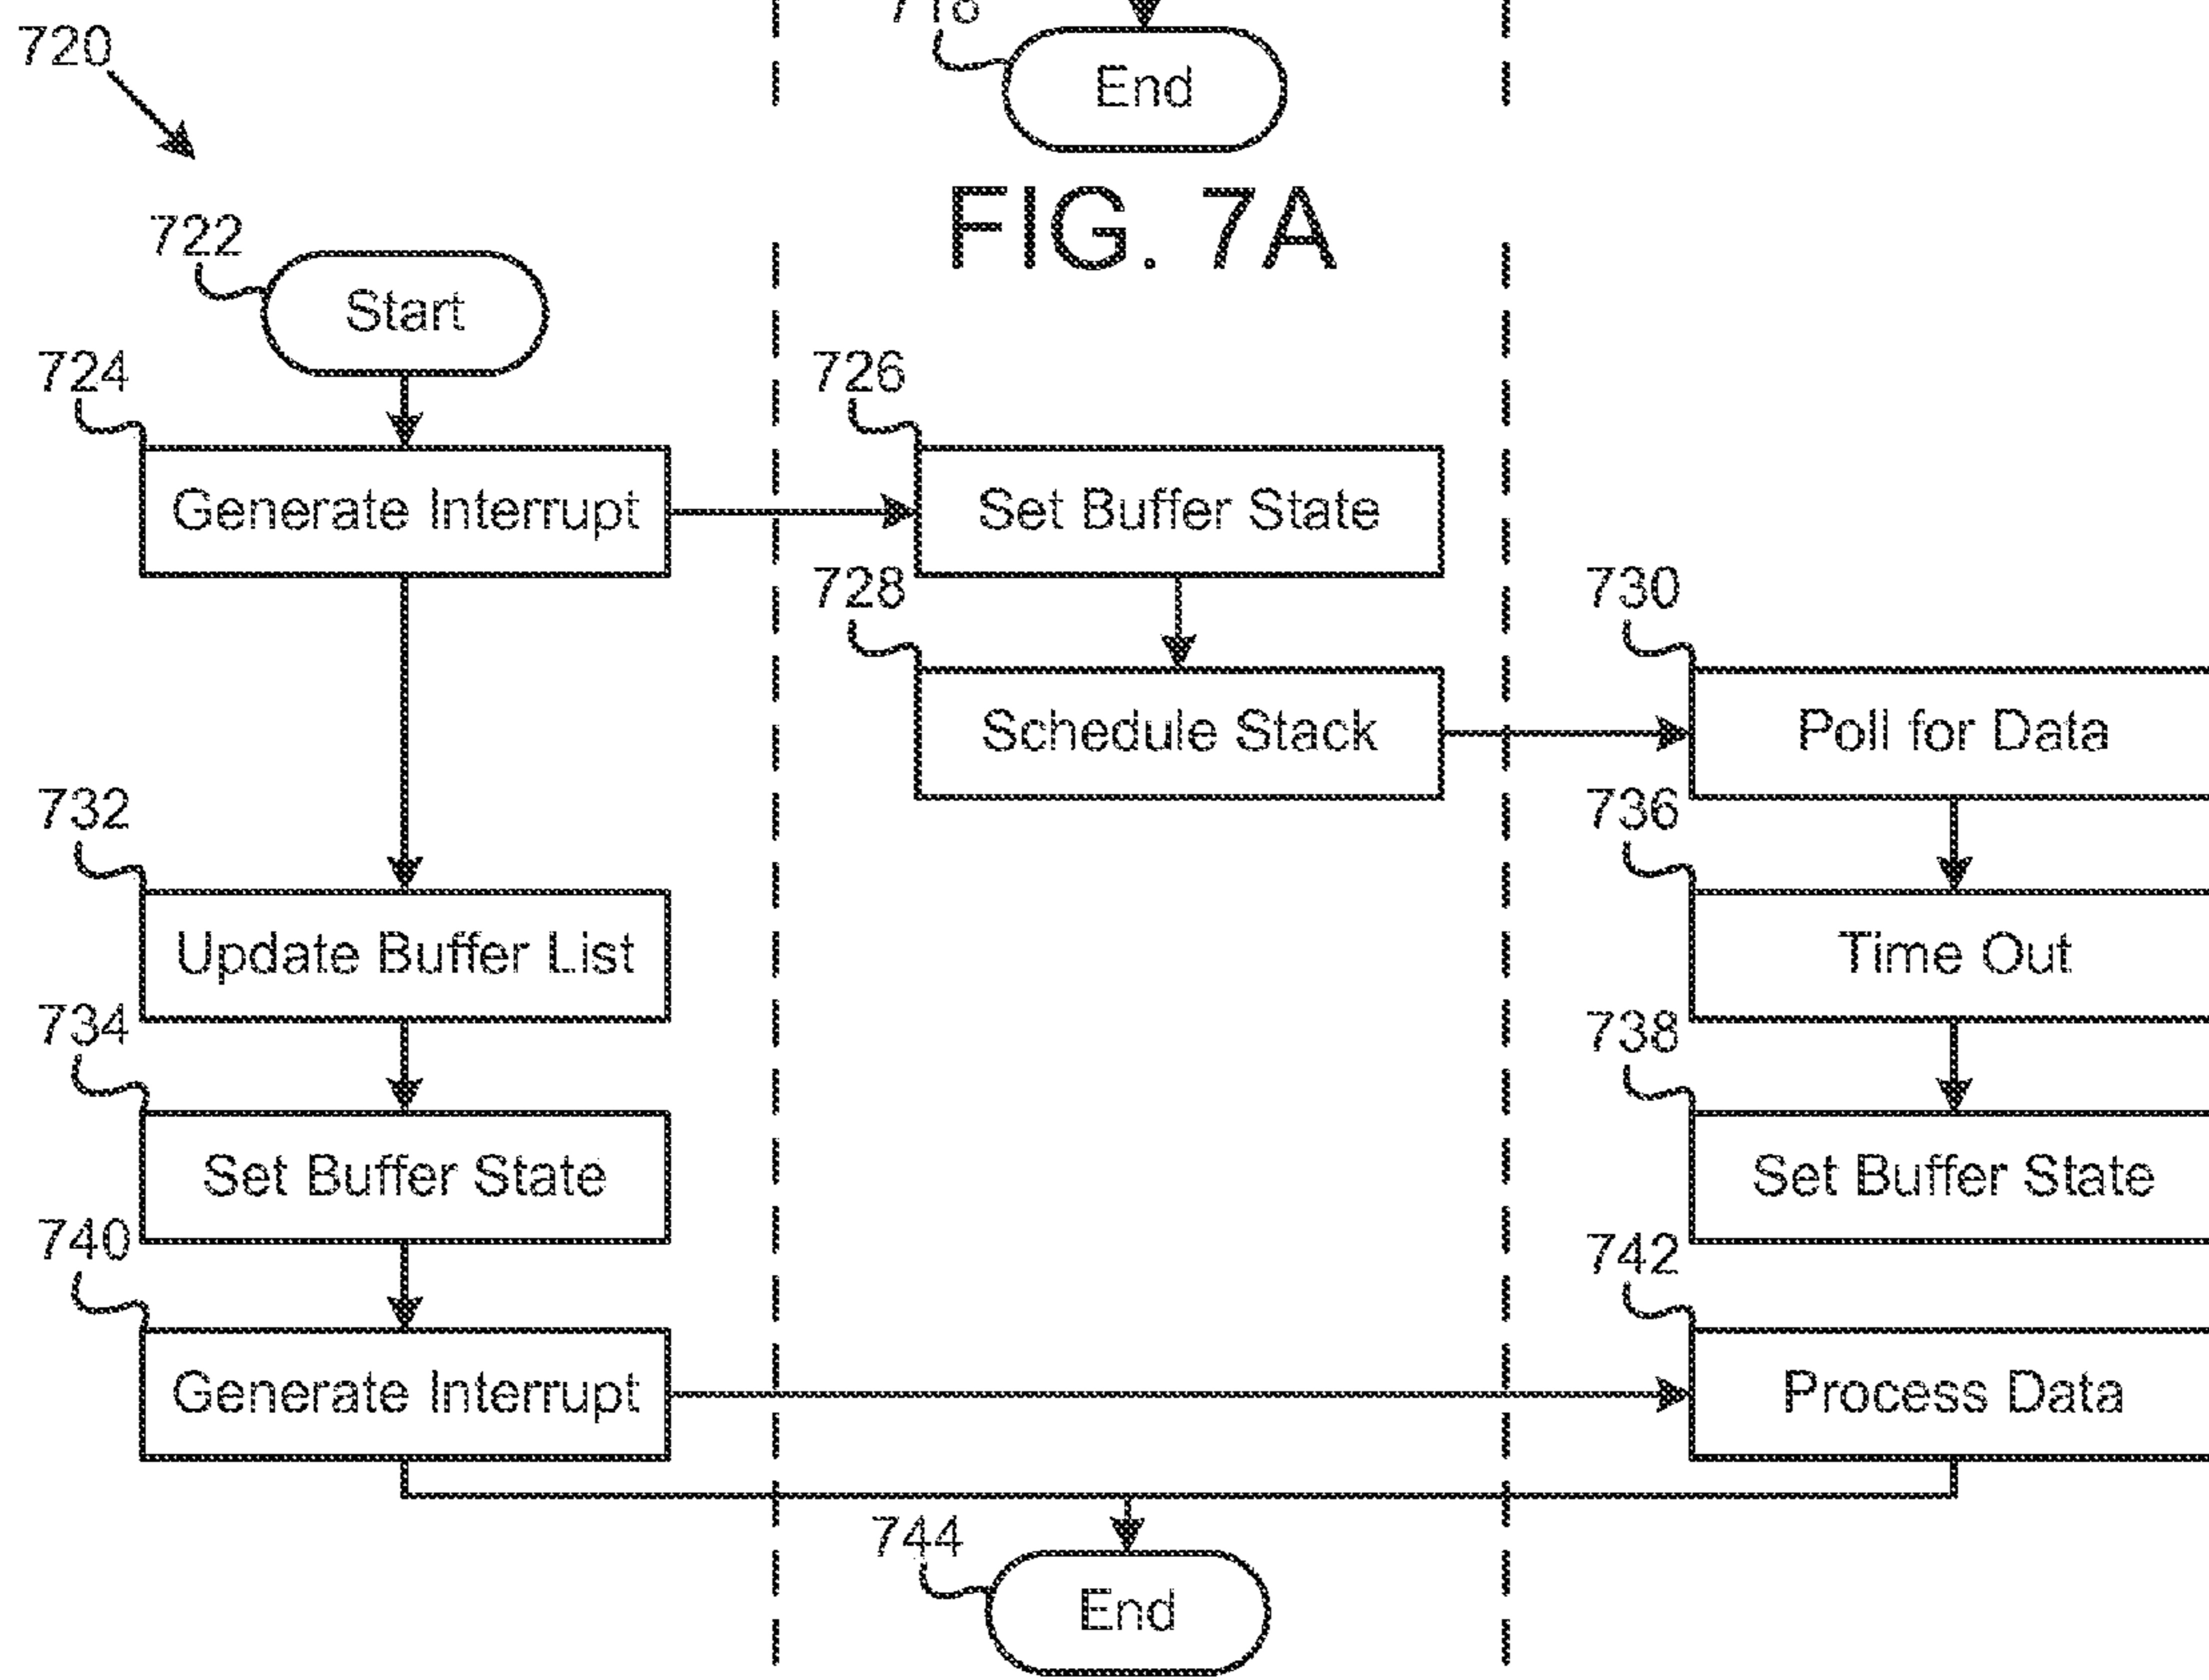 718
End
720
FIG. 7A
722
Start
724
726
Generate Interrupt
Set Buffer State
728
730
Schedule Stack
Poll for Data
732
736
Update Buffer List
Time Out
734
738
Set Buffer State
Set Buffer State
740
742
Generate Interrupt
Process Data
744
End